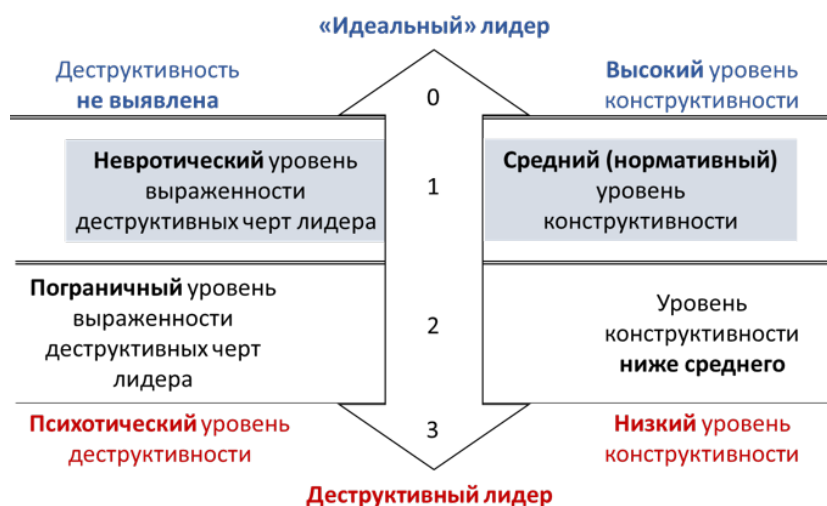 «Идеальный» лидер
Деструктивность
не выявлена
0
Высокий уровень
конструктивности
Невротический уровень
выраженности
деструктивных черт лидера
1
Средний (нормативный)
уровень
конструктивности
Пограничный уровень
выраженности
деструктивных черт
лидера
2
Уровень
конструктивности
ниже среднего
Психотический уровень
деструктивности
3
Низкий уровень
конструктивности
Деструктивный лидер